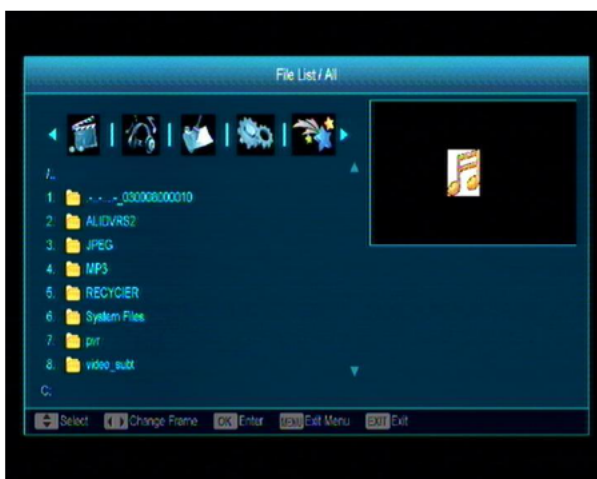 File List / All
/..
1. .-.-...-_030008000010
2. ALIDVRS2
3. JPEG
4. MP3
5. RECYCIER
6. System Files
7. pvr
8. video_subt
C:
Select Change Frame OK Enter MENU Exit Menu EXIT Exit